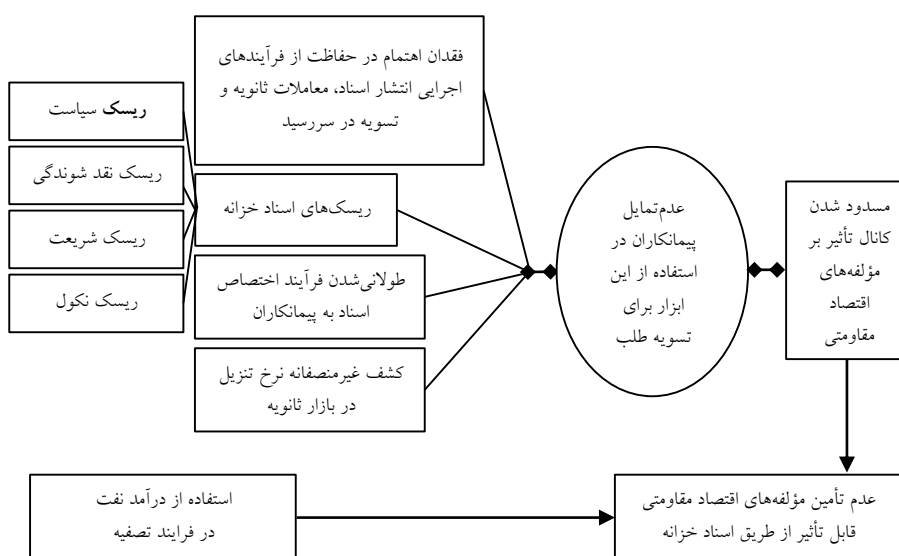 فقدان اهتمام در حفاظت از فرآیندهای
اجرایی انتشار اسناد، معاملات ثانویه و
تسویه در سررسید
ریسک سیاست
ریسک نقد شوندگی
ریسک شریعت
ریسک نکول
ریسک‌های اسناد خزانه
طولانی‌شدن فرآیند اختصاص
اسناد به پیمانکاران
کشف غیرمنصفانه نرخ تنزیل
در بازار ثانویه
عدم‌تمایل
پیمانکاران در
استفاده از این
ابزار برای
تسویه طلب
مسدود شدن
کانال تأثیر بر
مؤلفه‌های
اقتصاد
مقاومتی
استفاده از درآمد نفت
در فرایند تصفیه
عدم تأمین مؤلفه‌های اقتصاد مقاومتی
قابل تأثیر از طریق اسناد خزانه